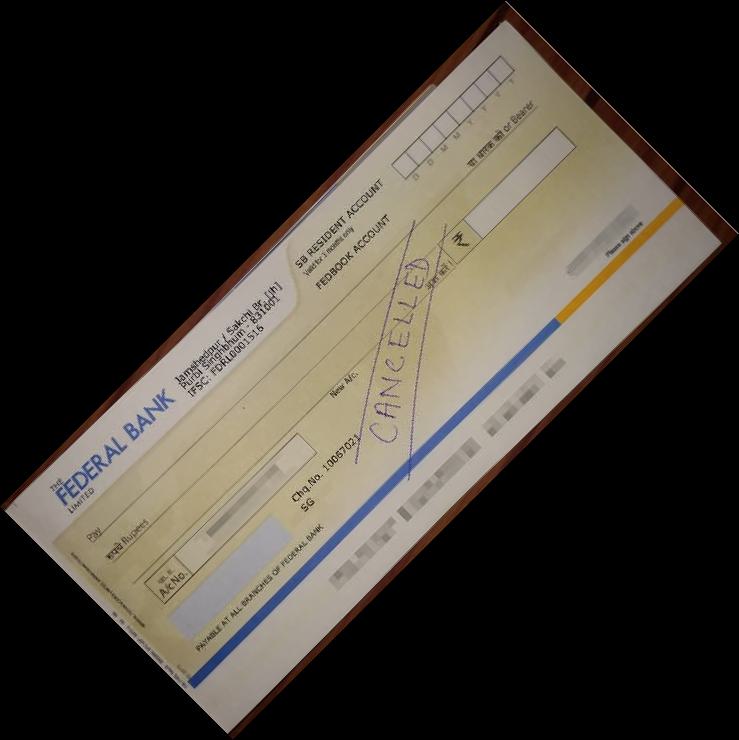 THE
FEDERAL BANK
LIMITED
Jamshedpur / Sakchi Br. [Jh]
Purbi Singhbhum - 831001
IFSC: FDRL0001516
SB RESIDENT ACCOUNT
Valid for 3 months only
FEDBOOK ACCOUNT
D D M M Y Y Y Y
Pay
या धारक को or Bearer
रुपये Rupees
अदा करें।
₹
CANCELLED
A/c No.
New A/c.
Chq.No. 10067021
SG
PAYABLE AT ALL BRANCHES OF FEDERAL BANK
Please sign above